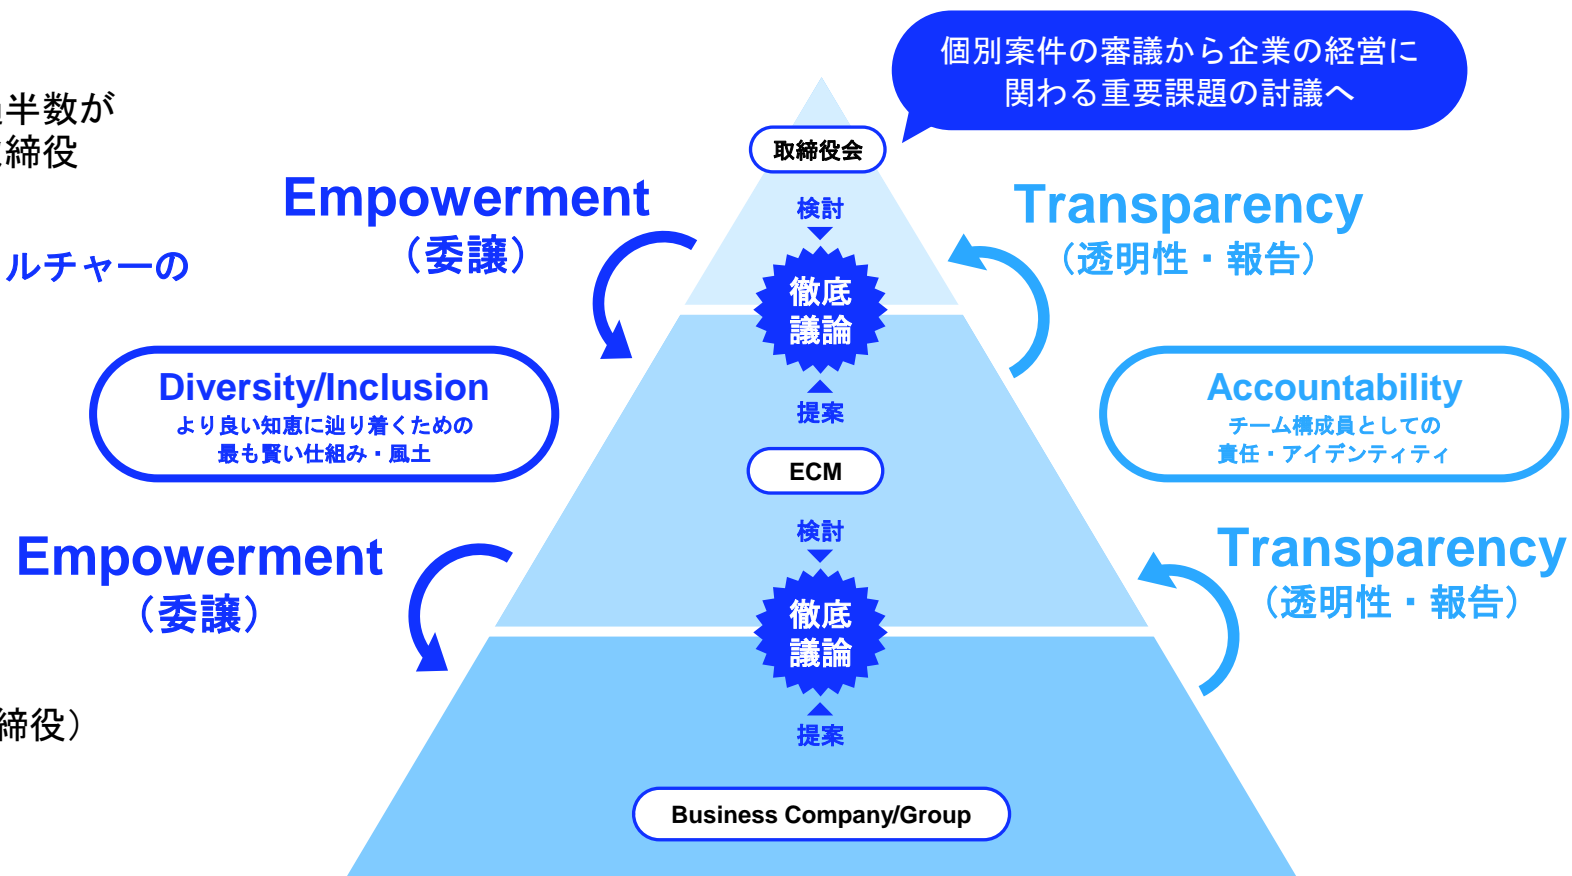 個別案件の審議から企業の経営に
関わる重要課題の討議へ
半数が
締役
取締役会
Empowerment
（委譲）
検討
Transparency
（透明性・報告）
ルチャーの
徹底
議論
Diversity/Inclusion
より良い知恵に辿り着くための
最も賢い仕組み・風土
提案
Accountability
チーム構成員としての
責任・アイデンティティ
ECM
検討
Empowerment
（委譲）
Transparency
（透明性・報告）
徹底
議論
締役）
提案
Business Company/Group